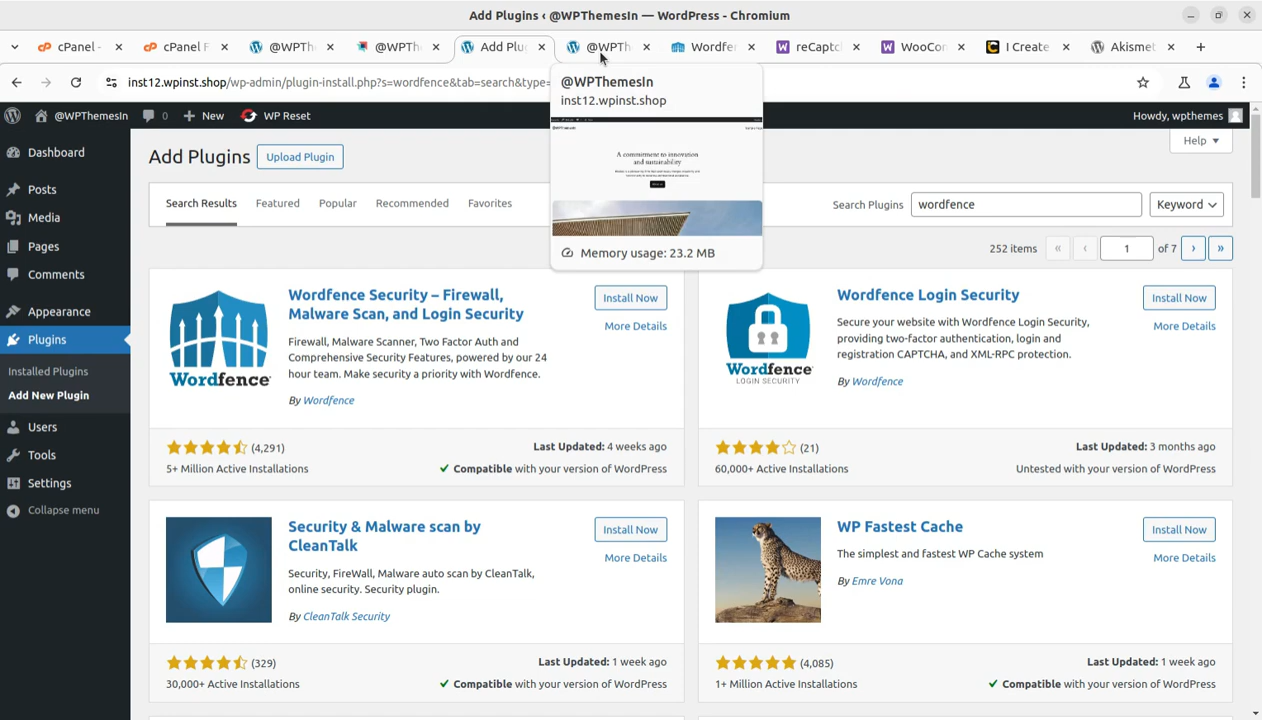 Add Plugins ‹ @WPThemesIn — WordPress - Chromium
cPanel -
cPanel F
@WPTh
@WPTh
Add Plu
@WPTh
Wordfer
reCaptc
WooCon
I Create
Akismet
inst12.wpinst.shop/wp-admin/plugin-install.php?s=wordfence&tab=search&type=
@WPThemesIn
inst12.wpinst.shop
A commitment to innovation
and sustainability
Memory usage: 23.2 MB
@WPThemesIn
0
New
WP Reset
Howdy, wpthemes
Dashboard
Posts
Media
Pages
Comments
Appearance
Plugins
Installed Plugins
Add New Plugin
Users
Tools
Settings
Collapse menu
Add Plugins
Upload Plugin
Help
Search Results
Featured
Popular
Recommended
Favorites
Search Plugins
wordfence
Keyword
252 items
«
‹
1
of 7
›
»
Wordfence Security – Firewall,
Malware Scan, and Login Security
Install Now
More Details
Firewall, Malware Scanner, Two Factor Auth and
Comprehensive Security Features, powered by our 24
hour team. Make security a priority with Wordfence.
By Wordfence
Wordfence
(4,291)
5+ Million Active Installations
Last Updated: 4 weeks ago
Compatible with your version of WordPress
Wordfence Login Security
Install Now
More Details
Secure your website with Wordfence Login Security,
providing two-factor authentication, login and
registration CAPTCHA, and XML-RPC protection.
By Wordfence
Wordfence
LOGIN SECURITY
(21)
60,000+ Active Installations
Last Updated: 3 months ago
Untested with your version of WordPress
Security & Malware scan by
CleanTalk
Install Now
More Details
Security, FireWall, Malware auto scan by CleanTalk,
online security. Security plugin.
By CleanTalk Security
(329)
30,000+ Active Installations
Last Updated: 1 week ago
Compatible with your version of WordPress
WP Fastest Cache
Install Now
More Details
The simplest and fastest WP Cache system
By Emre Vona
(4,085)
1+ Million Active Installations
Last Updated: 1 week ago
Compatible with your version of WordPress